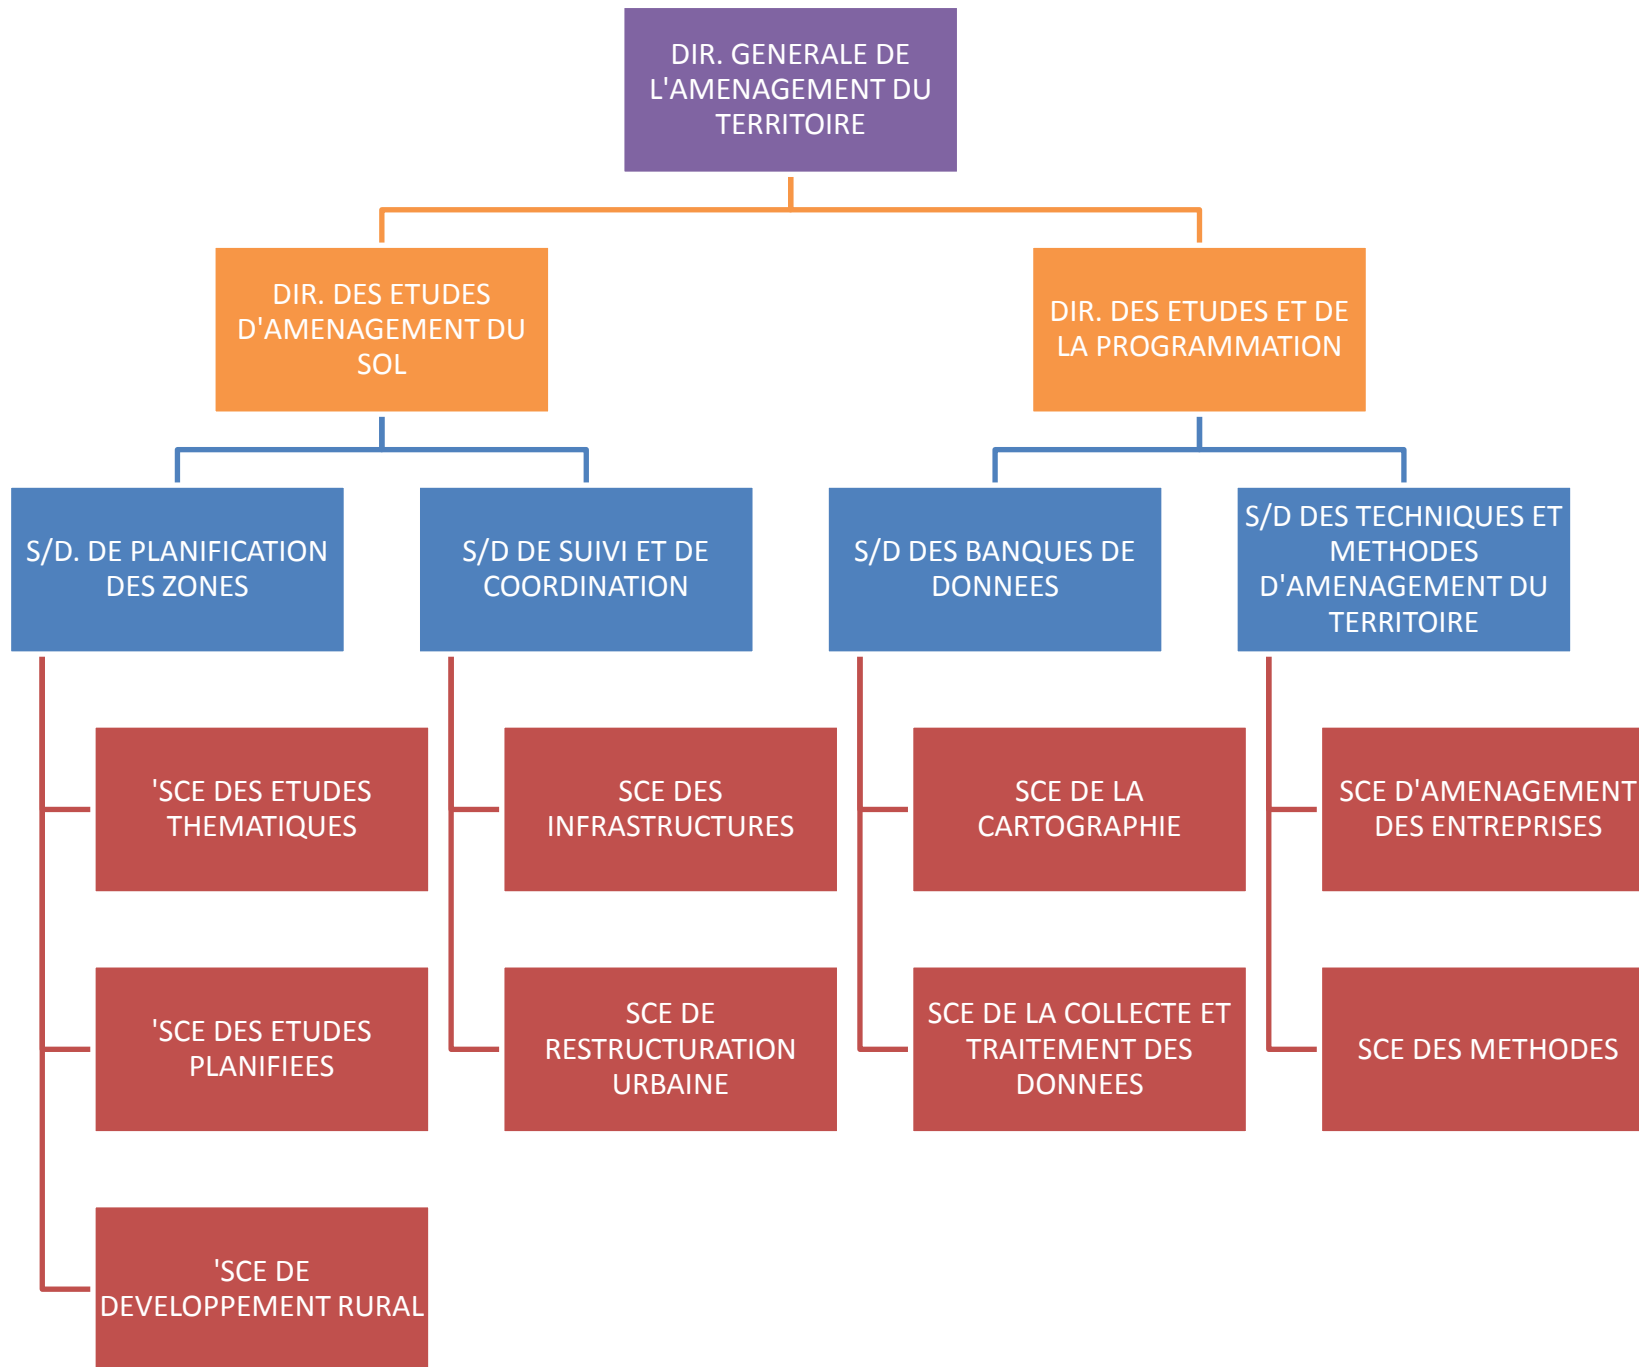 DIR. GENERALE DE
L'AMENAGEMENT DU
TERRITOIRE
DIR. DES ETUDES
D'AMENAGEMENT DU
SOL
DIR. DES ETUDES ET DE
LA PROGRAMMATION
S/D. DE PLANIFICATION
DES ZONES
S/D DE SUIVI ET DE
COORDINATION
S/D DES BANQUES DE
DONNEES
S/D DES TECHNIQUES ET
METHODES
D'AMENAGEMENT DU
TERRITOIRE
'SCE DES ETUDES
THEMATIQUES
SCE DES
INFRASTRUCTURES
SCE DE LA
CARTOGRAPHIE
SCE D'AMENAGEMENT
DES ENTREPRISES
'SCE DES ETUDES
PLANIFIEES
SCE DE
RESTRUCTURATION
URBAINE
SCE DE LA COLLECTE ET
TRAITEMENT DES
DONNEES
SCE DES METHODES
'SCE DE
DEVELOPPEMENT RURAL